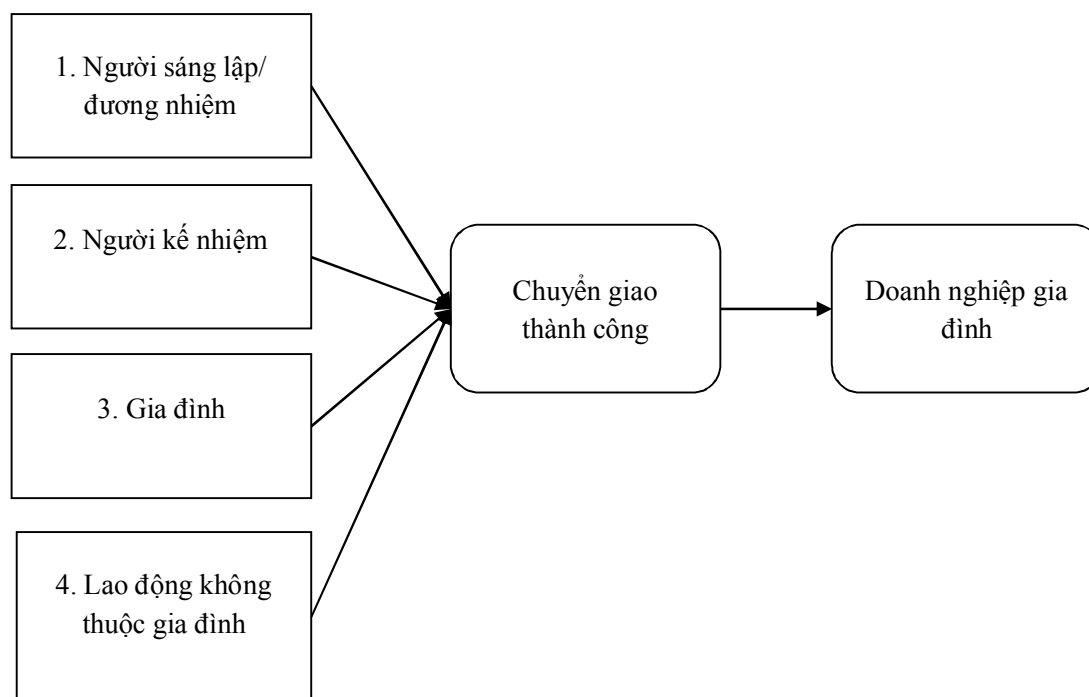 1. Người sáng lập/
đương nhiệm
2. Người kế nhiệm
3. Gia đình
4. Lao động không
thuộc gia đình
Chuyển giao
thành công
Doanh nghiệp gia
đình